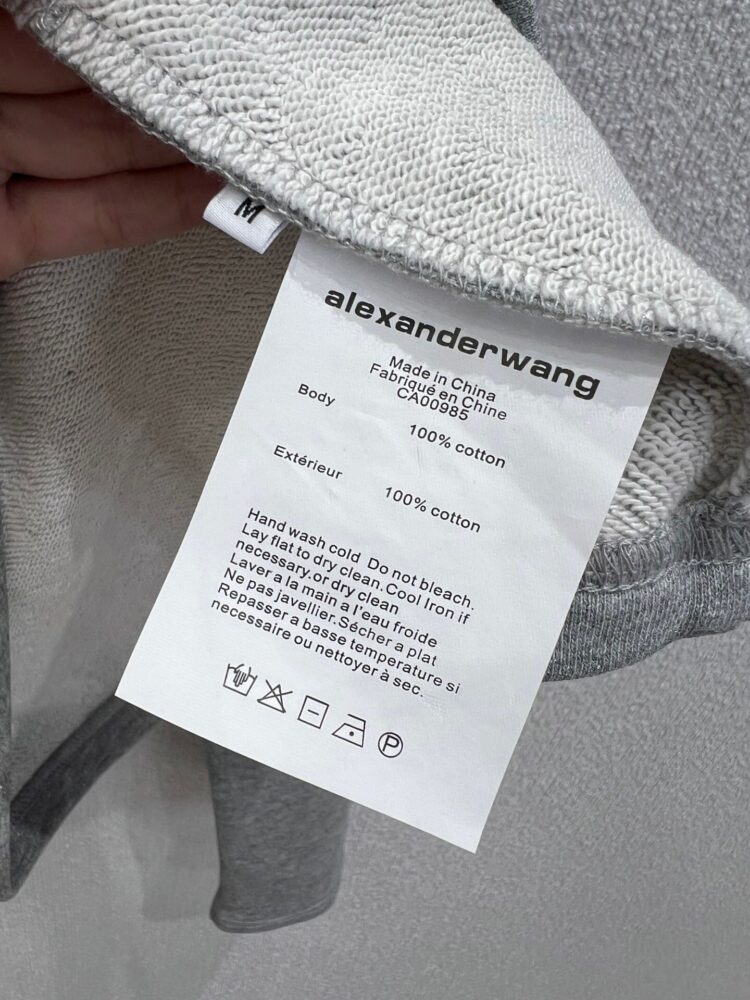 M
alexanderwang
Made in China
Fabriqué en Chine
CA00985
Body
100% cotton
Extérieur
100% cotton
Hand wash cold Do not bleach.
Lay flat to dry clean.Cool Iron if
necessary.or dry clean
Laver a la main a l'eau froide
Ne pas javellier.Sécher a plat
Repasser a basse temperature si
necessaire ou nettoyer à sec.
P